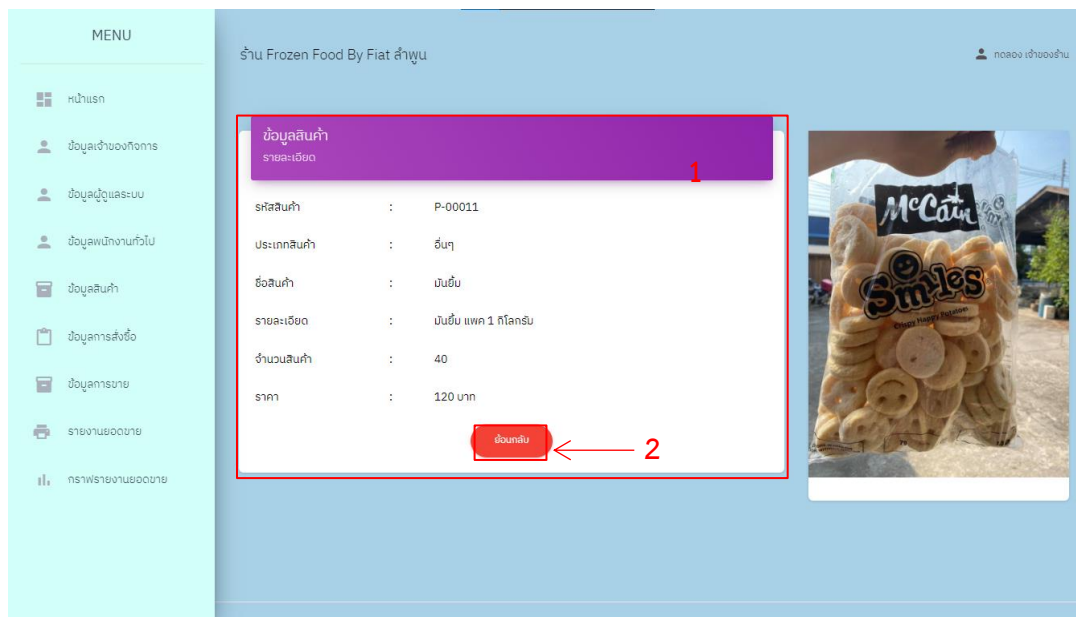 MENU
ร้าน Frozen Food By Fiat ลำพูน
ทดลอง เจ้าของร้าน
หน้าแรก
ข้อมูลเจ้าของกิจการ
ข้อมูลผู้ดูแลระบบ
ข้อมูลพนักงานทั่วไป
ข้อมูลสินค้า
ข้อมูลการสั่งซื้อ
ข้อมูลการขาย
รายงานยอดขาย
กราฟรายงานยอดขาย
ข้อมูลสินค้า
รายละเอียด
1
รหัสสินค้า : P-00011
ประเภทสินค้า : อื่นๆ
ชื่อสินค้า : มันยิ้ม
รายละเอียด : มันยิ้ม แพค 1 กิโลกรัม
จำนวนสินค้า : 40
ราคา : 120 บาท
ย้อนกลับ
2
McCain
Smiles
Crispy Happy Potatoes